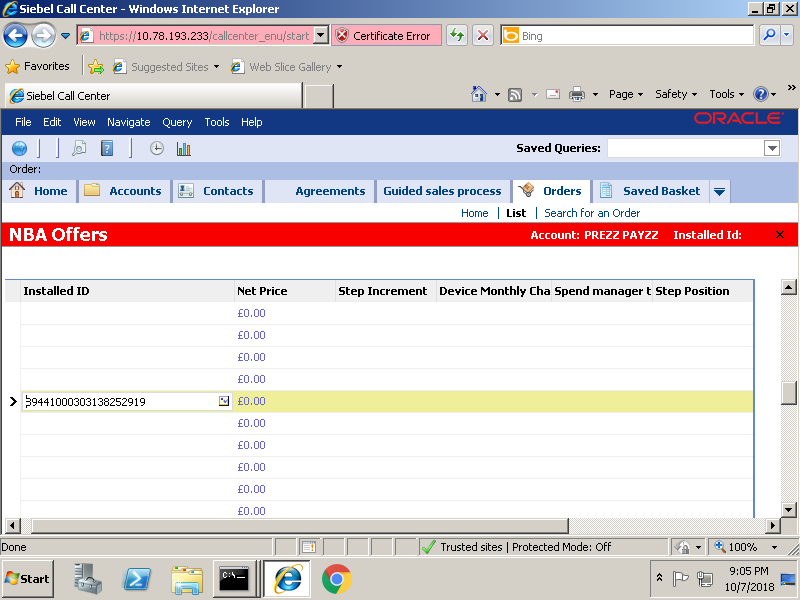 Siebel Call Center - Windows Internet Explorer
https://10.78.193.233/callcenter_enu/start
Certificate Error
Bing
Favorites
Suggested Sites
Web Slice Gallery
Siebel Call Center
Page
Safety
Tools
»
File Edit View Navigate Query Tools Help
ORACLE
Saved Queries:
Order:
Home
Accounts
Contacts
Agreements
Guided sales process
Orders
Saved Basket
Home | List | Search for an Order
NBA Offers
Account: PREZZ PAYZZ Installed Id:
Installed ID Net Price Step Increment Device Monthly Cha Spend manager t Step Position
£0.00
£0.00
£0.00
£0.00
39441000303138252919 £0.00
£0.00
£0.00
£0.00
£0.00
£0.00
Done
Trusted sites | Protected Mode: Off
100%
Start
C:\.
9:05 PM
10/7/2018